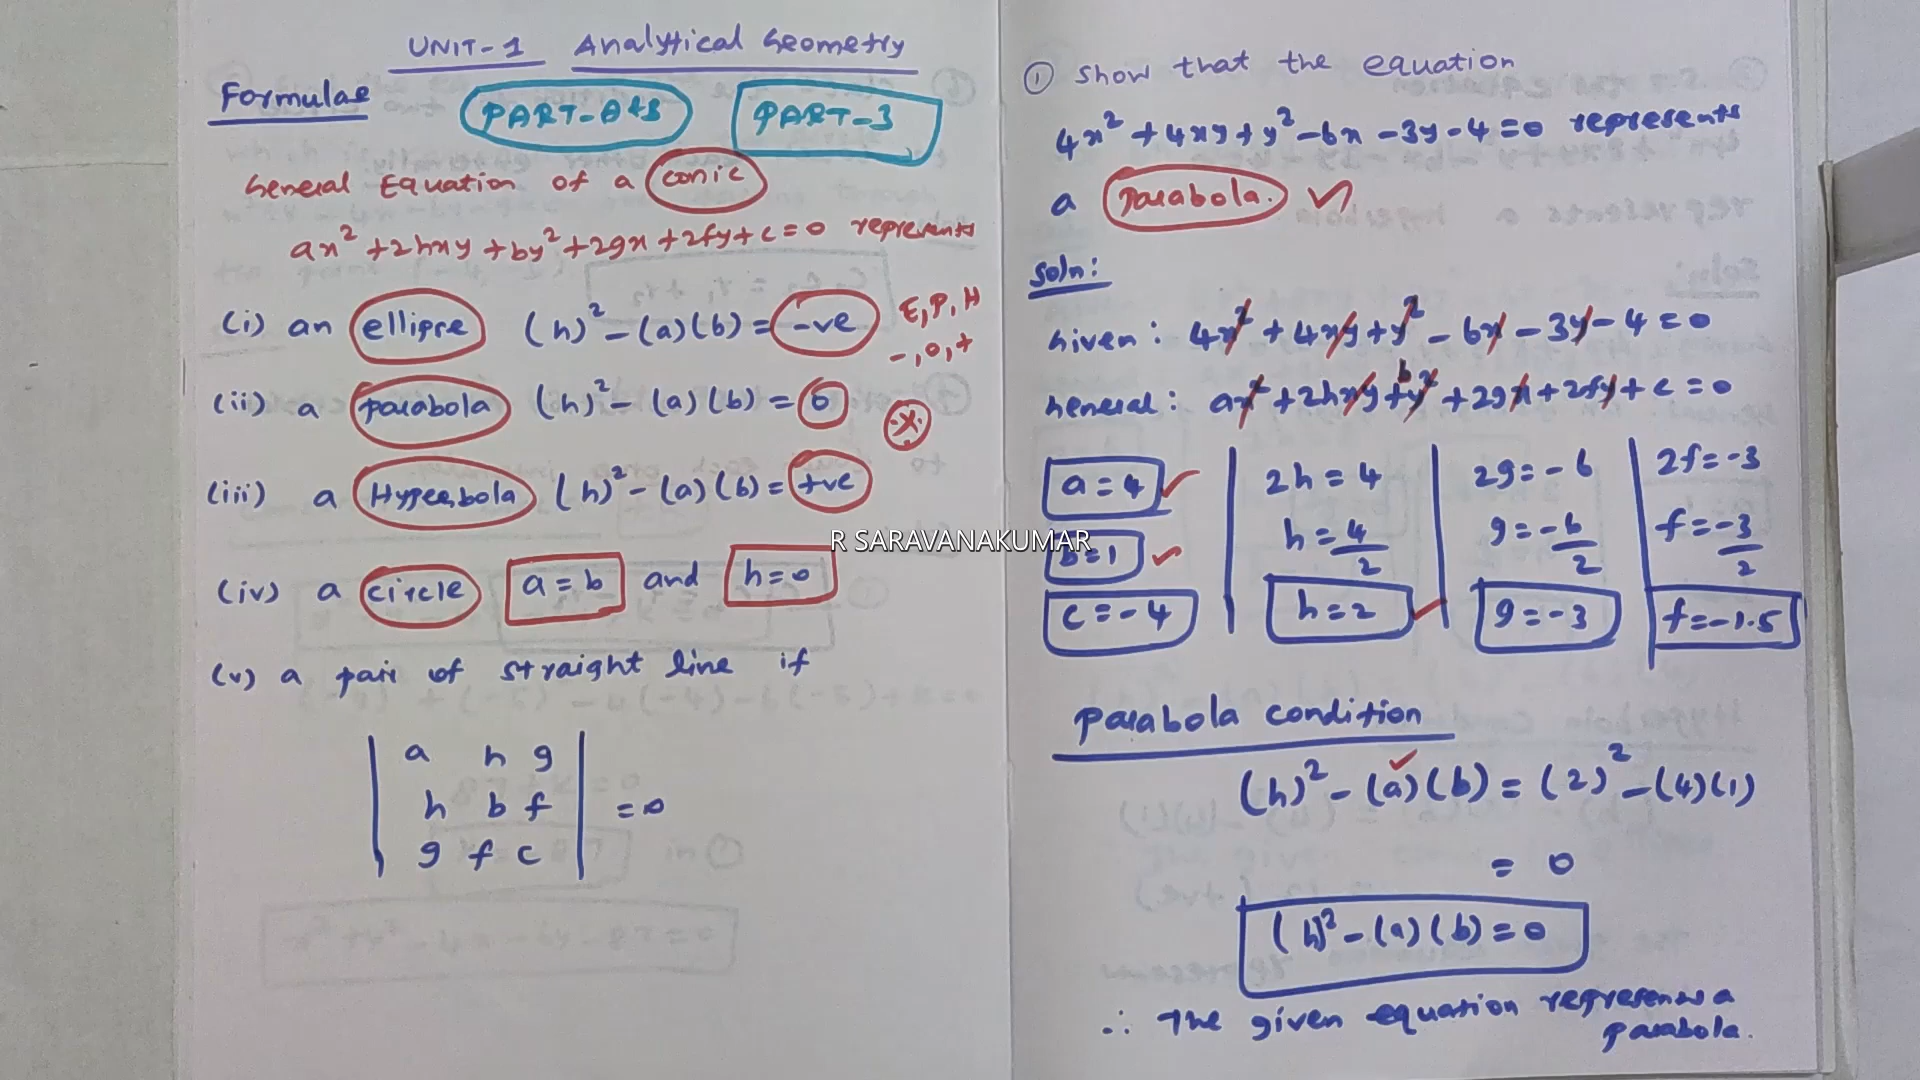 UNIT-1 Analytical Geometry
Formulae
PART-A&B PART-3
General Equation of a conic
ax² + 2hxy + by² + 2gx + 2fy + c = 0 represents
(i) an ellipse (h)² - (a)(b) = -ve
E, P, H
-, 0, +
(ii) a parabola (h)² - (a)(b) = 0
(iii) a Hyperbola (h)² - (a)(b) = +ve
(iv) a circle a = b and h = 0
(v) a pair of straight line if
| a h g |
| h b f | = 0
| g f c |
R SARAVANAKUMAR
① Show that the equation
4x² + 4xy + y² - 6x - 3y - 4 = 0 represents
a parabola.
Soln:
Given: 4x² + 4xy + y² - 6x - 3y - 4 = 0
General: ax² + 2hxy + by² + 2gx + 2fy + c = 0
a = 4 2h = 4 2g = -6 2f = -3
b = 1 h = 4/2 g = -6/2 f = -3/2
c = -4 h = 2 g = -3 f = -1.5
Parabola condition
(h)² - (a)(b) = (2)² - (4)(1)
= 0
(h)² - (a)(b) = 0
∴ The given equation represents a
parabola.